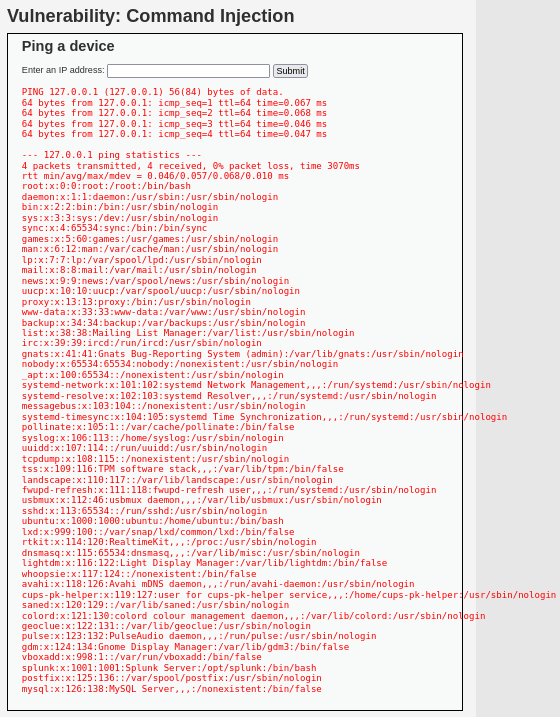 Vulnerability: Command Injection
Ping a device
Enter an IP address: Submit
PING 127.0.0.1 (127.0.0.1) 56(84) bytes of data.
64 bytes from 127.0.0.1: icmp_seq=1 ttl=64 time=0.067 ms
64 bytes from 127.0.0.1: icmp_seq=2 ttl=64 time=0.068 ms
64 bytes from 127.0.0.1: icmp_seq=3 ttl=64 time=0.046 ms
64 bytes from 127.0.0.1: icmp_seq=4 ttl=64 time=0.047 ms
--- 127.0.0.1 ping statistics ---
4 packets transmitted, 4 received, 0% packet loss, time 3070ms
rtt min/avg/max/mdev = 0.046/0.057/0.068/0.010 ms
root:x:0:0:root:/root:/bin/bash
daemon:x:1:1:daemon:/usr/sbin:/usr/sbin/nologin
bin:x:2:2:bin:/bin:/usr/sbin/nologin
sys:x:3:3:sys:/dev:/usr/sbin/nologin
sync:x:4:65534:sync:/bin:/bin/sync
games:x:5:60:games:/usr/games:/usr/sbin/nologin
man:x:6:12:man:/var/cache/man:/usr/sbin/nologin
lp:x:7:7:lp:/var/spool/lpd:/usr/sbin/nologin
mail:x:8:8:mail:/var/mail:/usr/sbin/nologin
news:x:9:9:news:/var/spool/news:/usr/sbin/nologin
uucp:x:10:10:uucp:/var/spool/uucp:/usr/sbin/nologin
proxy:x:13:13:proxy:/bin:/usr/sbin/nologin
www-data:x:33:33:www-data:/var/www:/usr/sbin/nologin
backup:x:34:34:backup:/var/backups:/usr/sbin/nologin
list:x:38:38:Mailing List Manager:/var/list:/usr/sbin/nologin
irc:x:39:39:ircd:/run/ircd:/usr/sbin/nologin
gnats:x:41:41:Gnats Bug-Reporting System (admin):/var/lib/gnats:/usr/sbin/nologin
nobody:x:65534:65534:nobody:/nonexistent:/usr/sbin/nologin
_apt:x:100:65534::/nonexistent:/usr/sbin/nologin
systemd-network:x:101:102:systemd Network Management,,,:/run/systemd:/usr/sbin/nologin
systemd-resolve:x:102:103:systemd Resolver,,,:/run/systemd:/usr/sbin/nologin
messagebus:x:103:104::/nonexistent:/usr/sbin/nologin
systemd-timesync:x:104:105:systemd Time Synchronization,,,:/run/systemd:/usr/sbin/nologin
pollinate:x:105:1::/var/cache/pollinate:/bin/false
syslog:x:106:113::/home/syslog:/usr/sbin/nologin
uuidd:x:107:114::/run/uuidd:/usr/sbin/nologin
tcpdump:x:108:115::/nonexistent:/usr/sbin/nologin
tss:x:109:116:TPM software stack,,,:/var/lib/tpm:/bin/false
landscape:x:110:117::/var/lib/landscape:/usr/sbin/nologin
fwupd-refresh:x:111:118:fwupd-refresh user,,,:/run/systemd:/usr/sbin/nologin
usbmux:x:112:46:usbmux daemon,,,:/var/lib/usbmux:/usr/sbin/nologin
sshd:x:113:65534::/run/sshd:/usr/sbin/nologin
ubuntu:x:1000:1000:ubuntu:/home/ubuntu:/bin/bash
lxd:x:999:100::/var/snap/lxd/common/lxd:/bin/false
rtkit:x:114:120:RealtimeKit,,,:/proc:/usr/sbin/nologin
dnsmasq:x:115:65534:dnsmasq,,,:/var/lib/misc:/usr/sbin/nologin
lightdm:x:116:122:Light Display Manager:/var/lib/lightdm:/bin/false
whoopsie:x:117:124::/nonexistent:/bin/false
avahi:x:118:126:Avahi mDNS daemon,,,:/run/avahi-daemon:/usr/sbin/nologin
cups-pk-helper:x:119:127:user for cups-pk-helper service,,,:/home/cups-pk-helper:/usr/sbin/nologin
saned:x:120:129::/var/lib/saned:/usr/sbin/nologin
colord:x:121:130:colord colour management daemon,,,:/var/lib/colord:/usr/sbin/nologin
geoclue:x:122:131::/var/lib/geoclue:/usr/sbin/nologin
pulse:x:123:132:PulseAudio daemon,,,:/run/pulse:/usr/sbin/nologin
gdm:x:124:134:Gnome Display Manager:/var/lib/gdm3:/bin/false
vboxadd:x:998:1::/var/run/vboxadd:/bin/false
splunk:x:1001:1001:Splunk Server:/opt/splunk:/bin/bash
postfix:x:125:136::/var/spool/postfix:/usr/sbin/nologin
mysql:x:126:138:MySQL Server,,,:/nonexistent:/bin/false